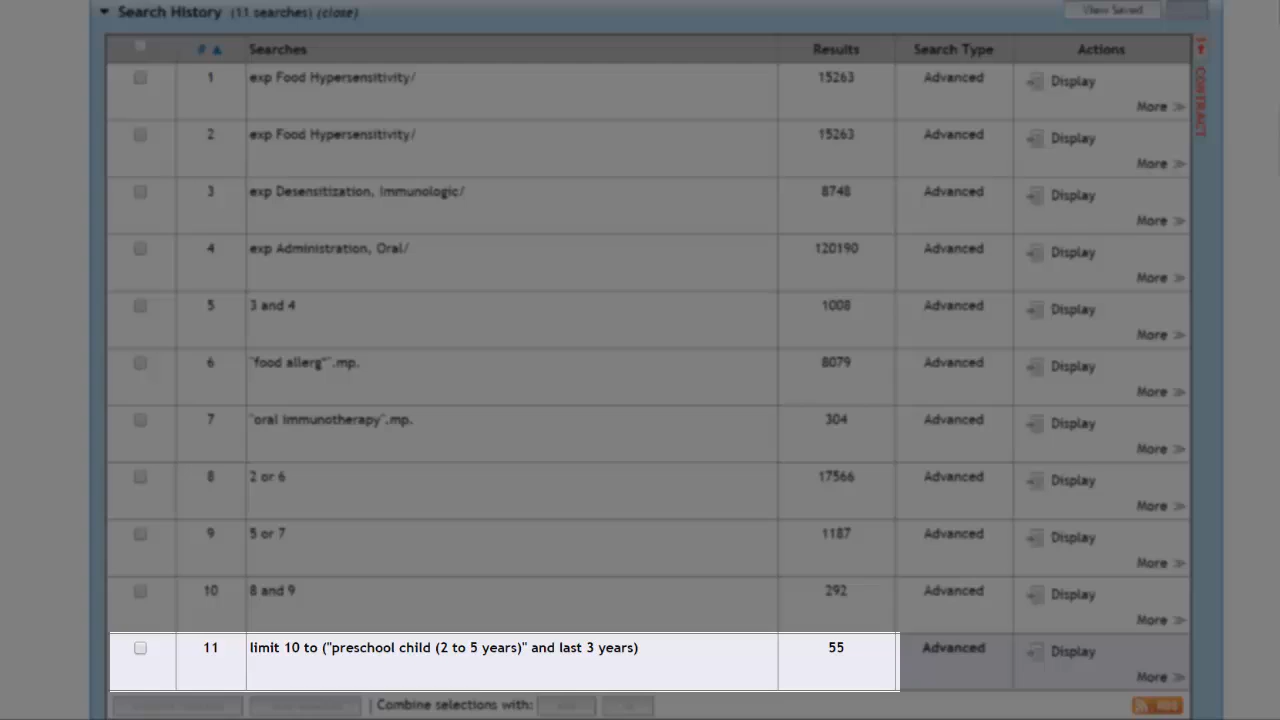 Search History (11 searches) (close)
View Saved
# Searches Results Search Type Actions
1 exp Food Hypersensitivity/ 15263 Advanced Display
More
2 exp Food Hypersensitivity/ 15263 Advanced Display
More
3 exp Desensitization, Immunologic/ 8748 Advanced Display
More
4 exp Administration, Oral/ 120190 Advanced Display
More
5 3 and 4 1008 Advanced Display
More
6 "food allerg*".mp. 8079 Advanced Display
More
7 "oral immunotherapy".mp. 304 Advanced Display
More
8 2 or 6 17566 Advanced Display
More
9 5 or 7 1187 Advanced Display
More
10 8 and 9 292 Advanced Display
More
11 limit 10 to ("preschool child (2 to 5 years)" and last 3 years) 55 Advanced Display
More
Combine selections with:
RSS
CONTRACT